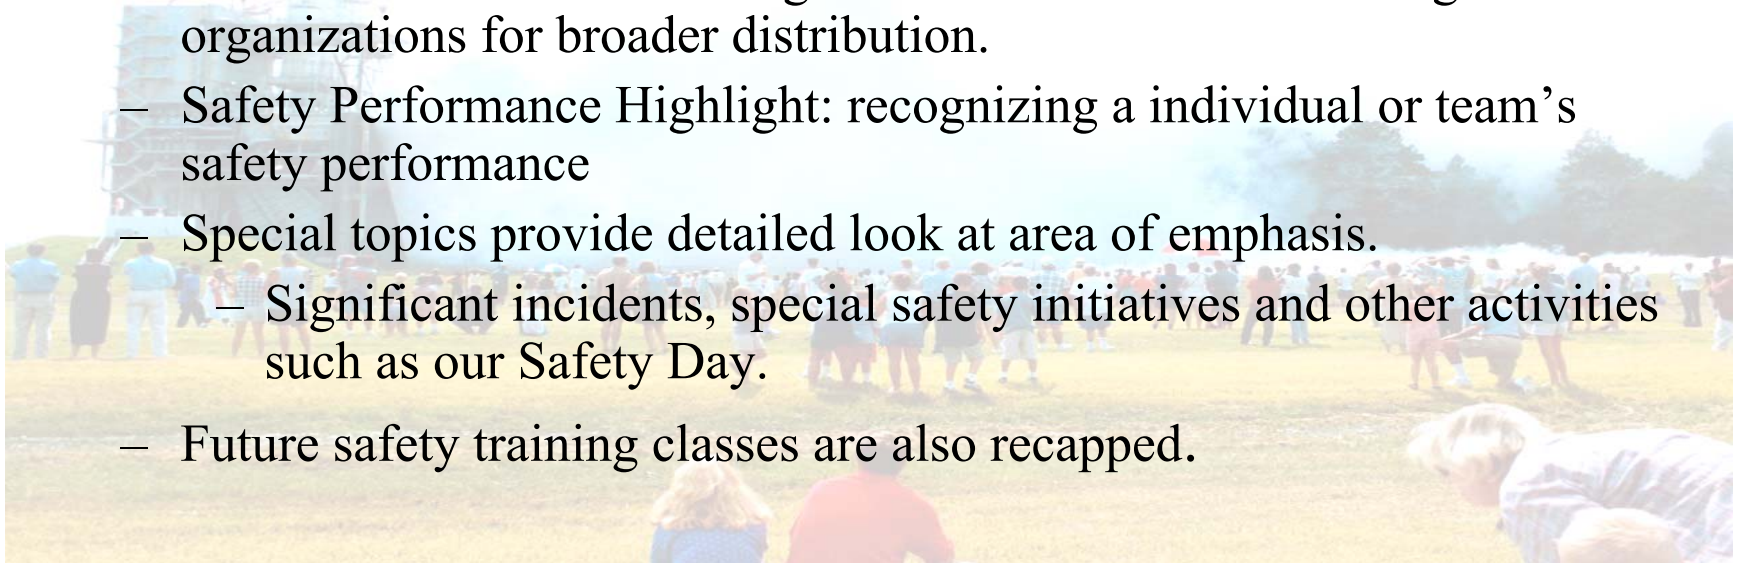 organizations for broader distribution.
– Safety Performance Highlight: recognizing a individual or team’s
safety performance
– Special topics provide detailed look at area of emphasis.
– Significant incidents, special safety initiatives and other activities
such as our Safety Day.
– Future safety training classes are also recapped.